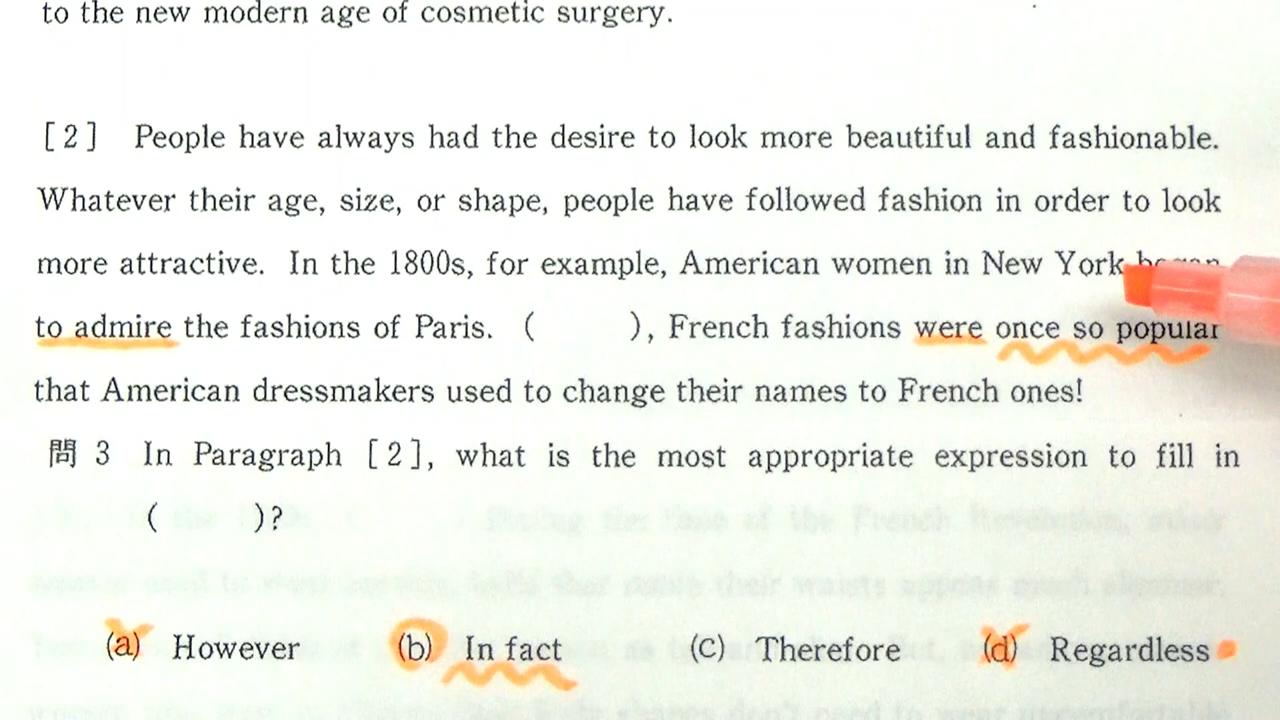 to the new modern age of cosmetic surgery.
[2] People have always had the desire to look more beautiful and fashionable.
Whatever their age, size, or shape, people have followed fashion in order to look
more attractive. In the 1800s, for example, American women in New York began
to admire the fashions of Paris. ( ), French fashions were once so popular
that American dressmakers used to change their names to French ones!
問 3 In Paragraph [2], what is the most appropriate expression to fill in
( )?
(a) However (b) In fact (C) Therefore (d) Regardless